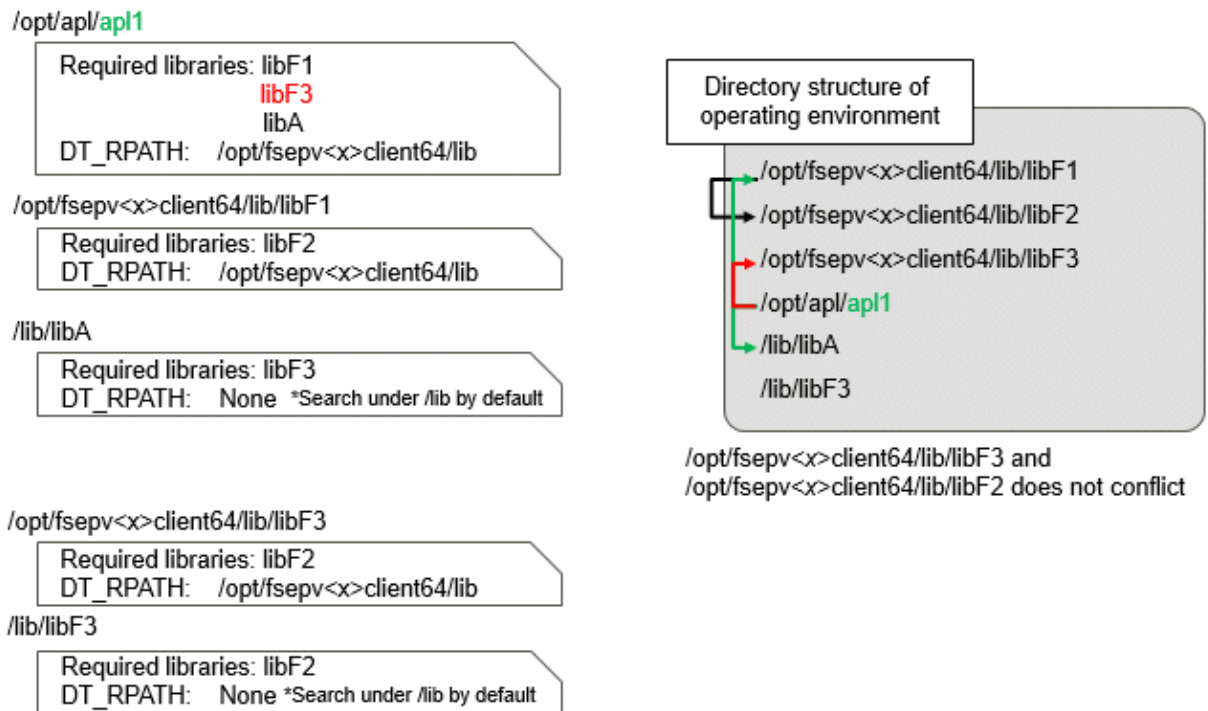 /opt/apl/apl1
Required libraries: libF1
libF3
libA
DT_RPATH: /opt/fsepv<x>client64/lib
/opt/fsepv<x>client64/lib/libF1
Required libraries: libF2
DT_RPATH: /opt/fsepv<x>client64/lib
/lib/libA
Required libraries: libF3
DT_RPATH: None *Search under /lib by default
/opt/fsepv<x>client64/lib/libF3
Required libraries: libF2
DT_RPATH: /opt/fsepv<x>client64/lib
/lib/libF3
Required libraries: libF2
DT_RPATH: None *Search under /lib by default
Directory structure of
operating environment
/opt/fsepv<x>client64/lib/libF1
/opt/fsepv<x>client64/lib/libF2
/opt/fsepv<x>client64/lib/libF3
/opt/apl/apl1
/lib/libA
/lib/libF3
/opt/fsepv<x>client64/lib/libF3 and
/opt/fsepv<x>client64/lib/libF2 does not conflict